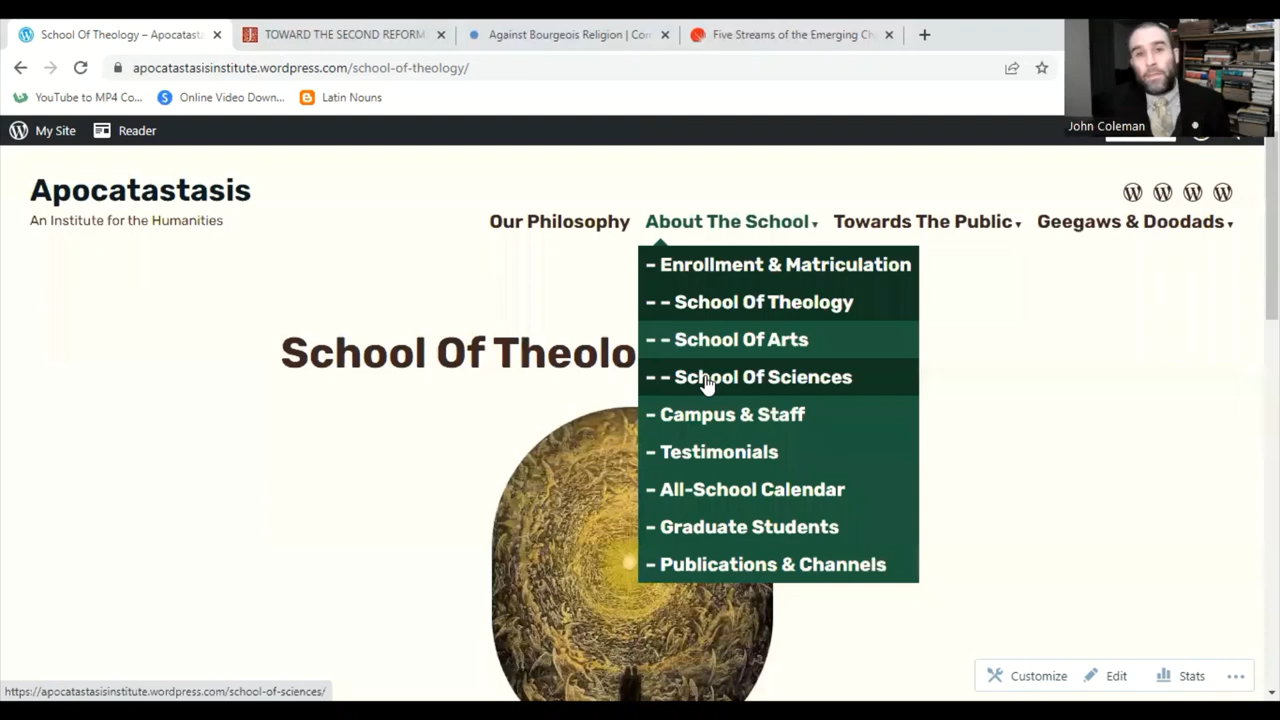 School Of Theology – Apocatasta
TOWARD THE SECOND REFORM
Against Bourgeois Religion | Con
Five Streams of the Emerging Ch
apocatastasisinstitute.wordpress.com/school-of-theology/
YouTube to MP4 Co...
Online Video Down...
Latin Nouns
John Coleman
My Site
Reader
Apocatastasis
An Institute for the Humanities
Our Philosophy
About The School
Towards The Public
Geegaws & Doodads
– Enrollment & Matriculation
– – School Of Theology
– – School Of Arts
– – School Of Sciences
– Campus & Staff
– Testimonials
– All-School Calendar
– Graduate Students
– Publications & Channels
School Of Theolo
Customize
Edit
Stats
https://apocatastasisinstitute.wordpress.com/school-of-sciences/